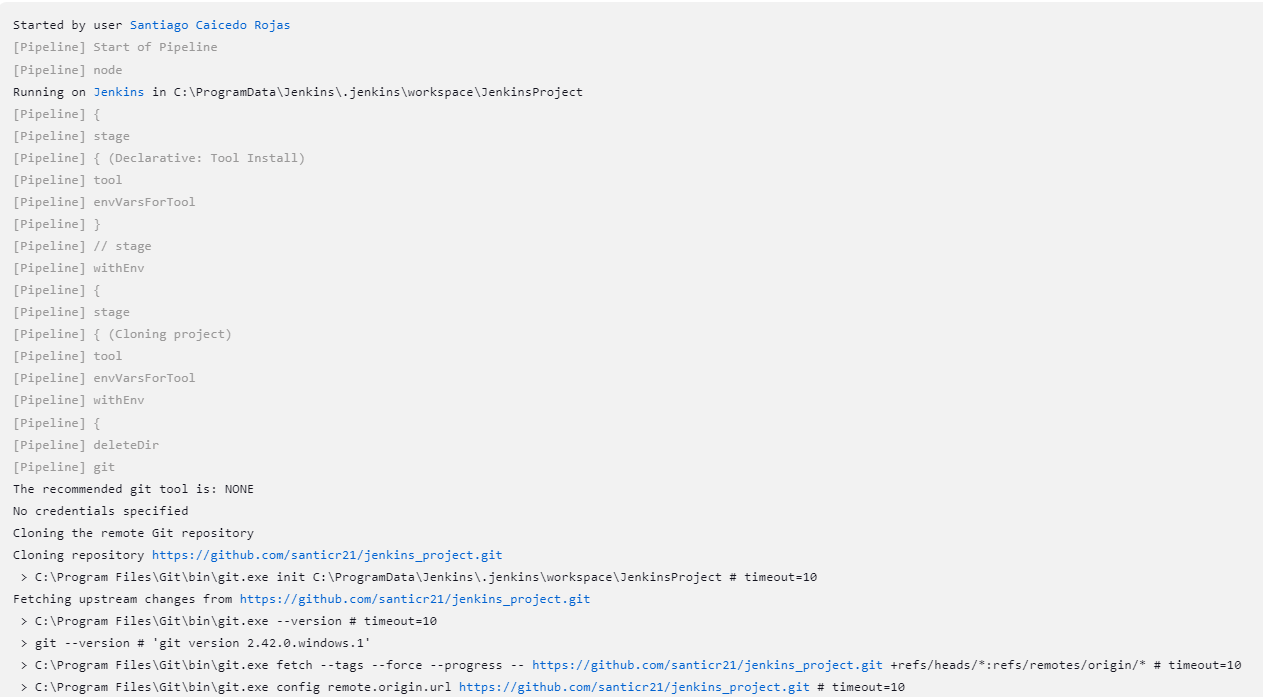 Started by user Santiago Caicedo Rojas
[Pipeline] Start of Pipeline
[Pipeline] node
Running on Jenkins in C:\ProgramData\Jenkins\.jenkins\workspace\JenkinsProject
[Pipeline] {
[Pipeline] stage
[Pipeline] { (Declarative: Tool Install)
[Pipeline] tool
[Pipeline] envVarsForTool
[Pipeline] }
[Pipeline] // stage
[Pipeline] withEnv
[Pipeline] {
[Pipeline] stage
[Pipeline] { (Cloning project)
[Pipeline] tool
[Pipeline] envVarsForTool
[Pipeline] withEnv
[Pipeline] {
[Pipeline] deleteDir
[Pipeline] git
The recommended git tool is: NONE
No credentials specified
Cloning the remote Git repository
Cloning repository https://github.com/santicr21/jenkins_project.git
 > C:\Program Files\Git\bin\git.exe init C:\ProgramData\Jenkins\.jenkins\workspace\JenkinsProject # timeout=10
Fetching upstream changes from https://github.com/santicr21/jenkins_project.git
 > C:\Program Files\Git\bin\git.exe --version # timeout=10
 > git --version # 'git version 2.42.0.windows.1'
 > C:\Program Files\Git\bin\git.exe fetch --tags --force --progress -- https://github.com/santicr21/jenkins_project.git +refs/heads/*:refs/remotes/origin/* # timeout=10
 > C:\Program Files\Git\bin\git.exe config remote.origin.url https://github.com/santicr21/jenkins_project.git # timeout=10